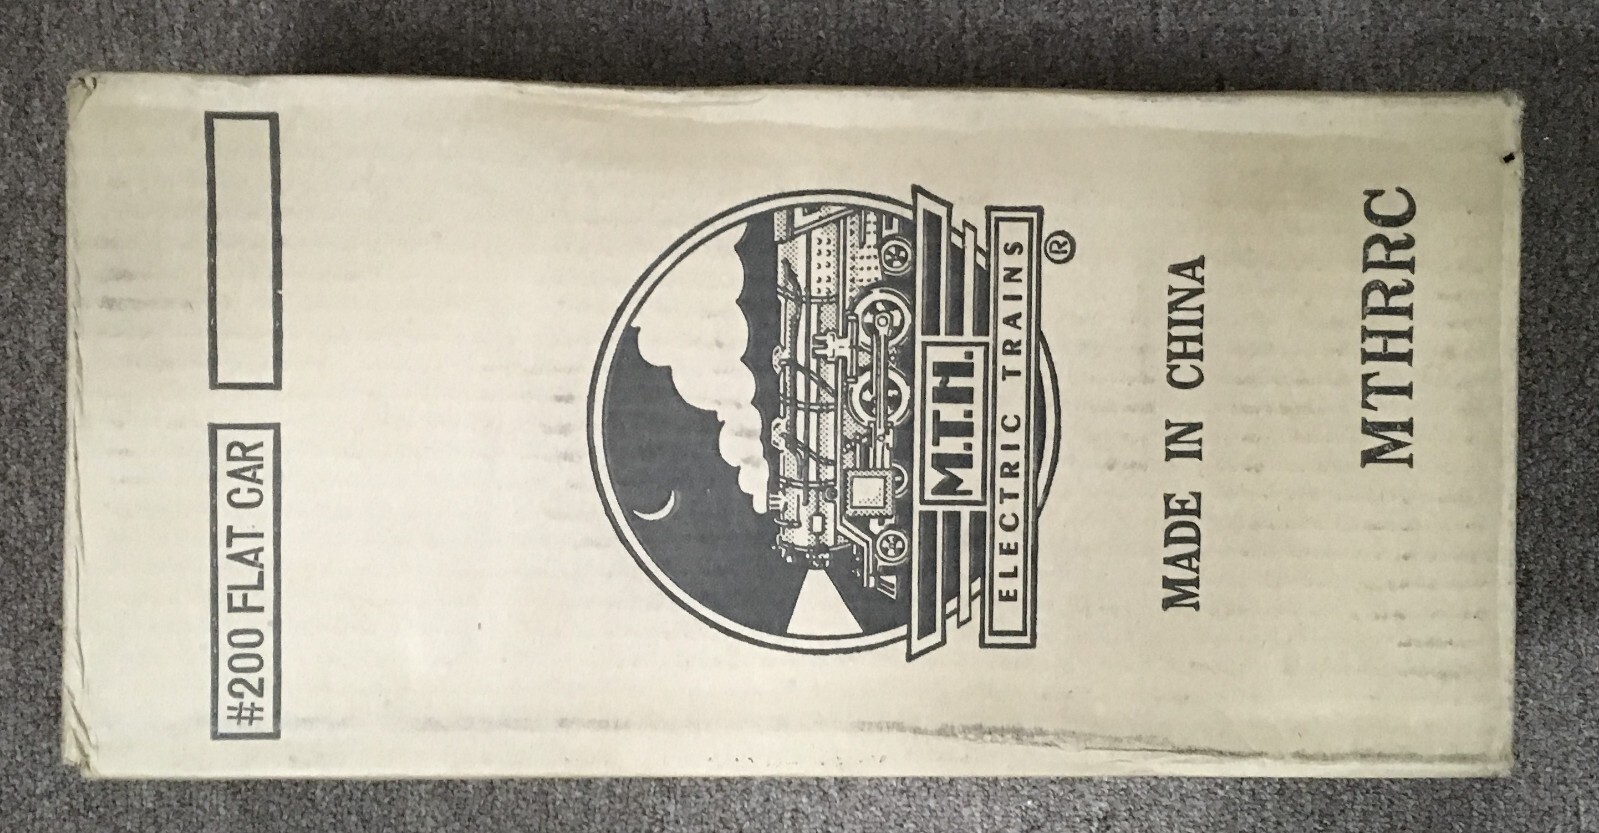 #200 FLAT CAR
M.T.H.
ELECTRIC TRAINS
®
MADE IN CHINA
MTHRRC